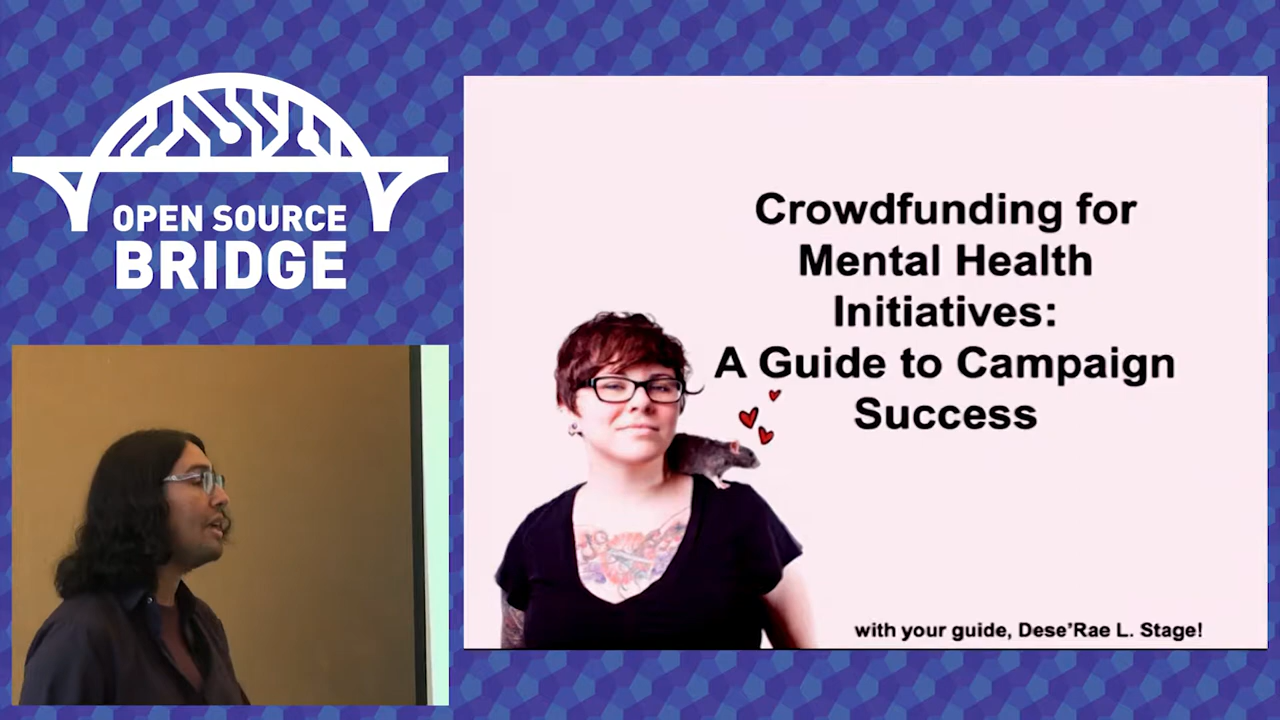 OPEN SOURCE
BRIDGE
Crowdfunding for
Mental Health
Initiatives:
A Guide to Campaign
Success
with your guide, Dese'Rae L. Stage!